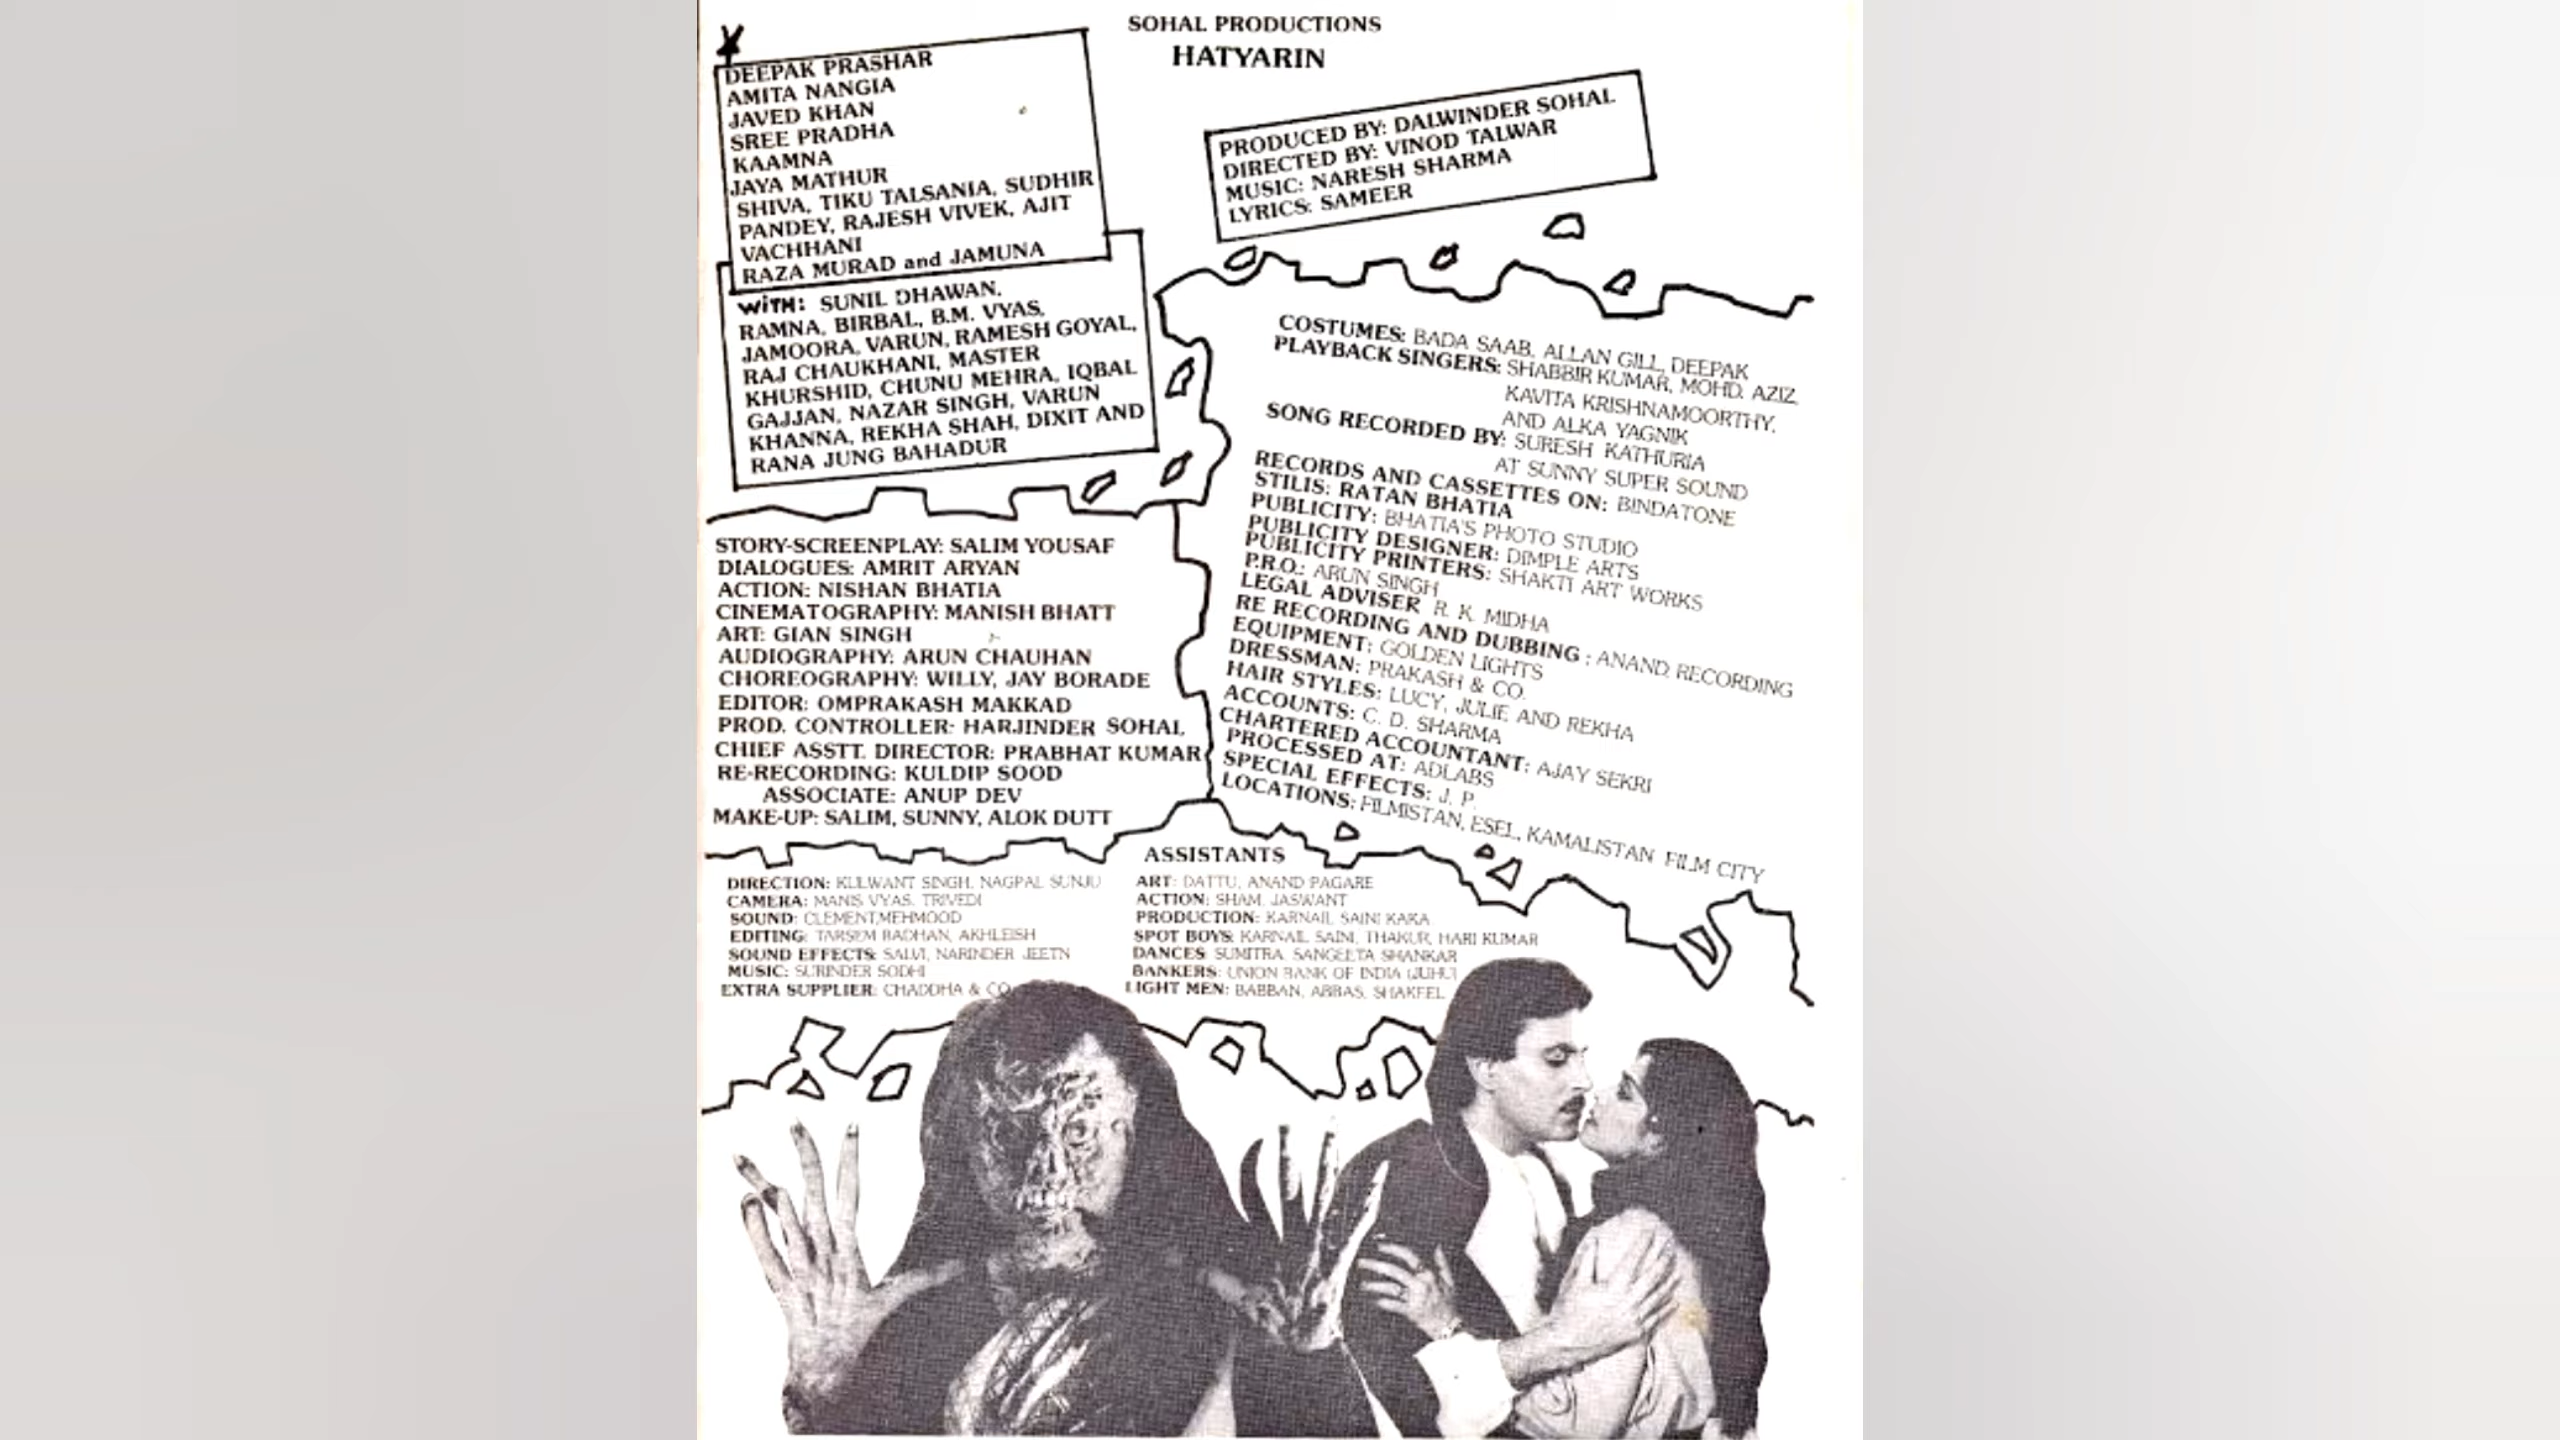 SOHAL PRODUCTIONS
HATYARIN
DEEPAK PRASHAR
AMITA NANGIA
JAVED KHAN
SREE PRADHA
KAAMNA
JAYA MATHUR
SHIVA, TIKU TALSANIA, SUDHIR
PANDEY, RAJESH VIVEK, AJIT
VACHHANI
RAZA MURAD and JAMUNA
WITH: SUNIL DHAWAN,
RAMNA, BIRBAL, B.M. VYAS,
JAMOORA, VARUN, RAMESH GOYAL,
RAJ CHAUKHANI, MASTER
KHURSHID, CHUNU MEHRA, IQBAL
GAJJAN, NAZAR SINGH, VARUN
KHANNA, REKHA SHAH, DIXIT AND
RANA JUNG BAHADUR
PRODUCED BY: DALWINDER SOHAL
DIRECTED BY: VINOD TALWAR
MUSIC: NARESH SHARMA
LYRICS: SAMEER
STORY-SCREENPLAY: SALIM YOUSAF
DIALOGUES: AMRIT ARYAN
ACTION: NISHAN BHATIA
CINEMATOGRAPHY: MANISH BHATT
ART: GIAN SINGH
AUDIOGRAPHY: ARUN CHAUHAN
CHOREOGRAPHY: WILLY, JAY BORADE
EDITOR: OMPRAKASH MAKKAD
PROD. CONTROLLER: HARJINDER SOHAL
CHIEF ASSTT. DIRECTOR: PRABHAT KUMAR
RE-RECORDING: KULDIP SOOD
ASSOCIATE: ANUP DEV
MAKE-UP: SALIM, SUNNY, ALOK DUTT
COSTUMES: BADA SAAB, ALLAN GILL, DEEPAK
PLAYBACK SINGERS: SHABBIR KUMAR, MOHD. AZIZ,
KAVITA KRISHNAMOORTHY,
AND ALKA YAGNIK
SONG RECORDED BY: SURESH KATHURIA
AT SUNNY SUPER SOUND
RECORDS AND CASSETTES ON: BINDATONE
STILIS: RATAN BHATIA
PUBLICITY: BHATIA'S PHOTO STUDIO
PUBLICITY DESIGNER: DIMPLE ARTS
PUBLICITY PRINTERS: SHAKTI ART WORKS
P.R.O.: ARUN SINGH
LEGAL ADVISER R. K. MIDHA
RE RECORDING AND DUBBING : ANAND RECORDING
EQUIPMENT: GOLDEN LIGHTS
DRESSMAN: PRAKASH & CO.
HAIR STYLES: LUCY, JULIE AND REKHA
ACCOUNTS: C. D. SHARMA
CHARTERED ACCOUNTANT: AJAY SEKRI
PROCESSED AT: ADLABS
SPECIAL EFFECTS: J. P.
LOCATIONS: FILMISTAN, ESEL, KAMALISTAN FILM CITY
ASSISTANTS
DIRECTION: KULWANT SINGH, NAGPAL SUNJU
CAMERA: MANIS VYAS, TRIVEDI
SOUND: CLEMENT,MEHMOOD
EDITING: TARSEM BADHAN, AKHLEISH
SOUND EFFECTS: SALVI, NARINDER JEETN
MUSIC: SURINDER SODHI
EXTRA SUPPLIER: CHADDHA & CO.
ART: DATTU, ANAND PAGARE
ACTION: SHAM, JASWANT
PRODUCTION: KARNAIL SAINI KAKA
SPOT BOYS: KARNAIL SAINI, THAKUR, HARI KUMAR
DANCES: SUMITRA, SANGEETA SHANKAR
BANKERS: UNION BANK OF INDIA (JUHU)
LIGHT MEN: BABBAN, ABBAS, SHAKEEL